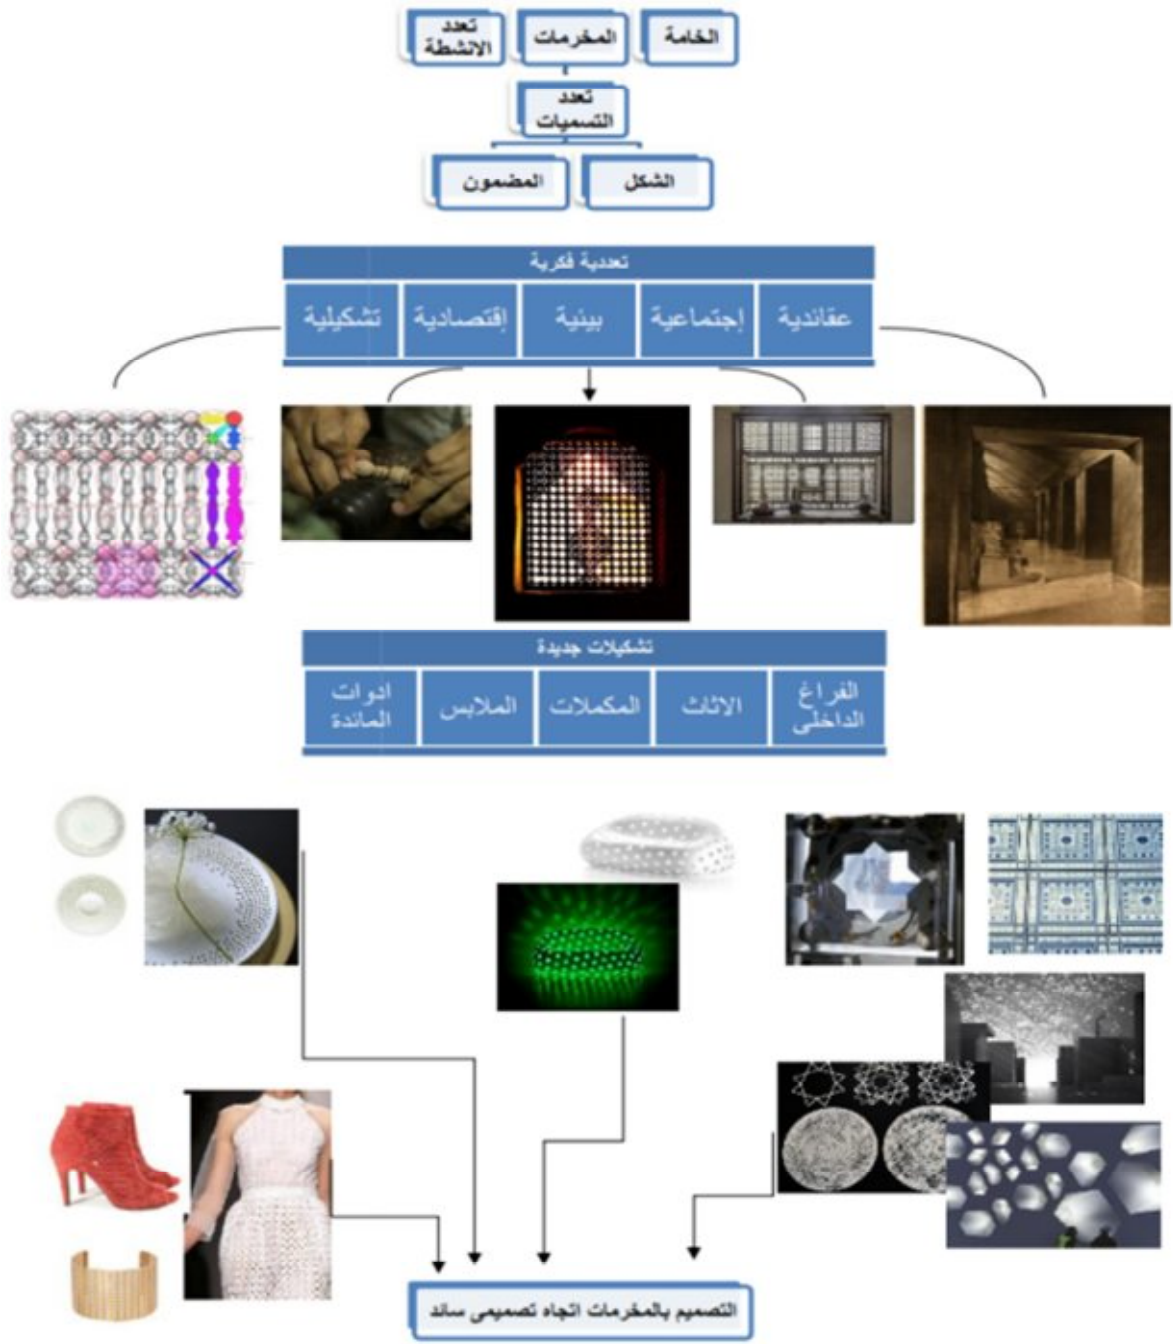 الخامة
المخرمات
تعدد
الانشطة
تعدد
التسميات
الشكل
المضمون
تعددية فكرية
عقائدية
إجتماعية
بيئية
إقتصادية
تشكيلية
تشكيلات جديدة
الفراغ
الداخلى
الاثاث
المكملات
الملابس
ادوات
المائدة
التصميم بالمخرمات اتجاه تصميمى سائد